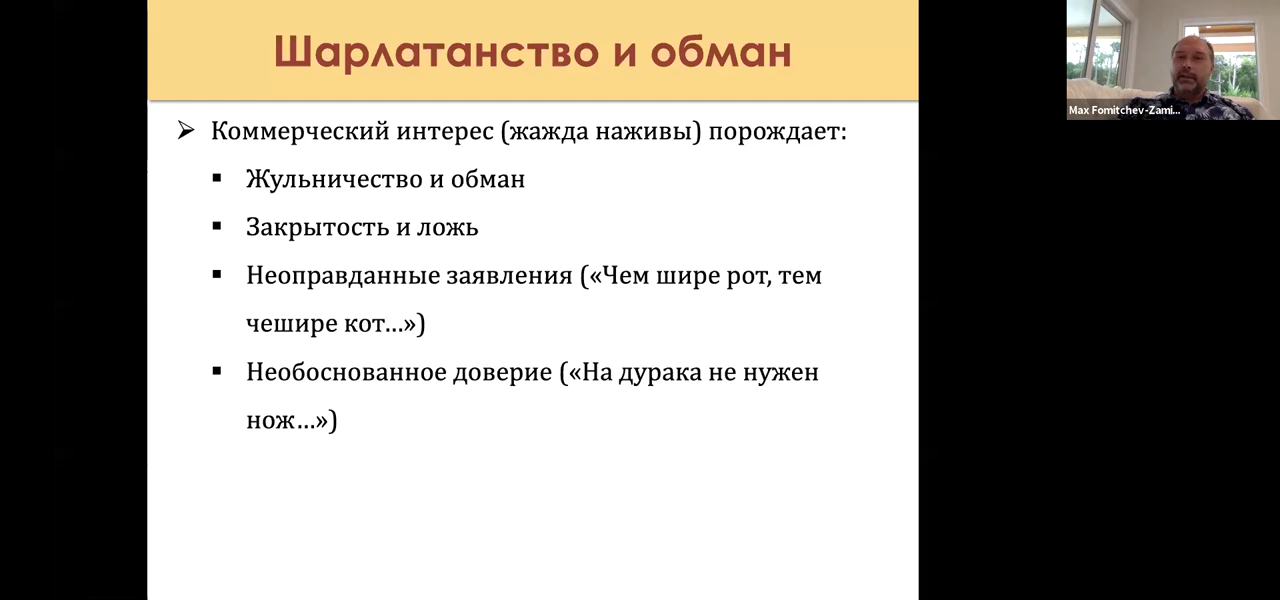 Шарлатанство и обман
Max Fomitchev-Zami...
➢ Коммерческий интерес (жажда наживы) порождает:
▪ Жульничество и обман
▪ Закрытость и ложь
▪ Неоправданные заявления («Чем шире рот, тем
чешире кот...»)
▪ Необоснованное доверие («На дурака не нужен
нож...»)